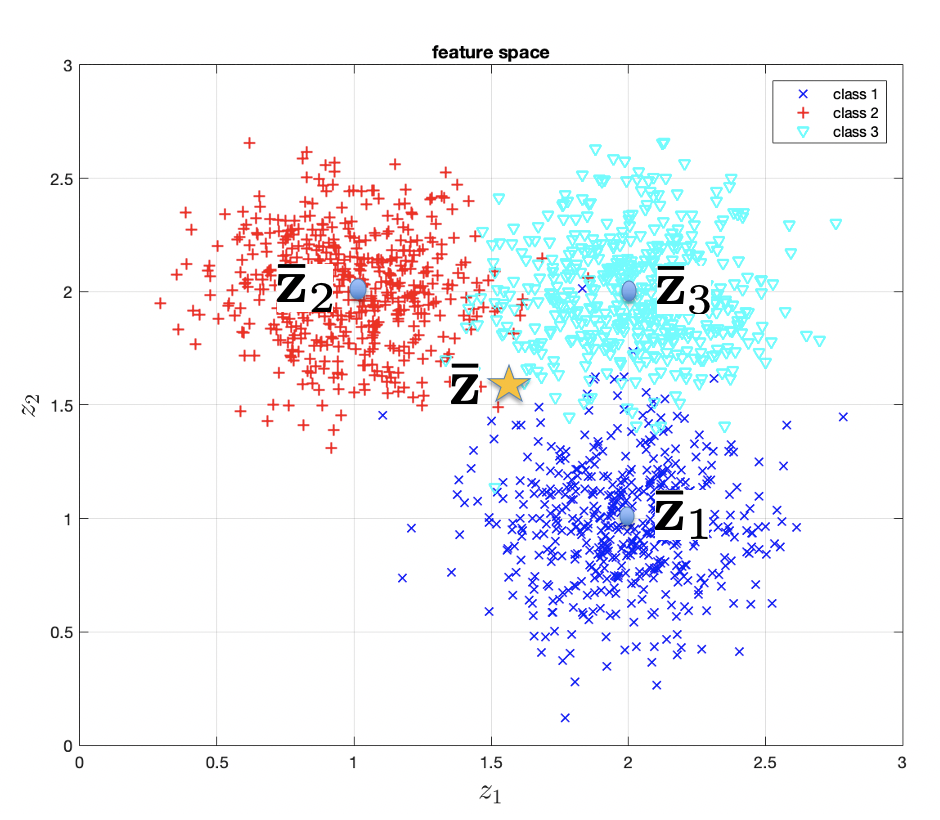 feature space
3
class 1
class 2
class 3
2.5
z̄₂
z̄₃
2
z̄
1.5
z₂
z̄₁
1
0.5
0
0 0.5 1 1.5 2 2.5 3
z₁